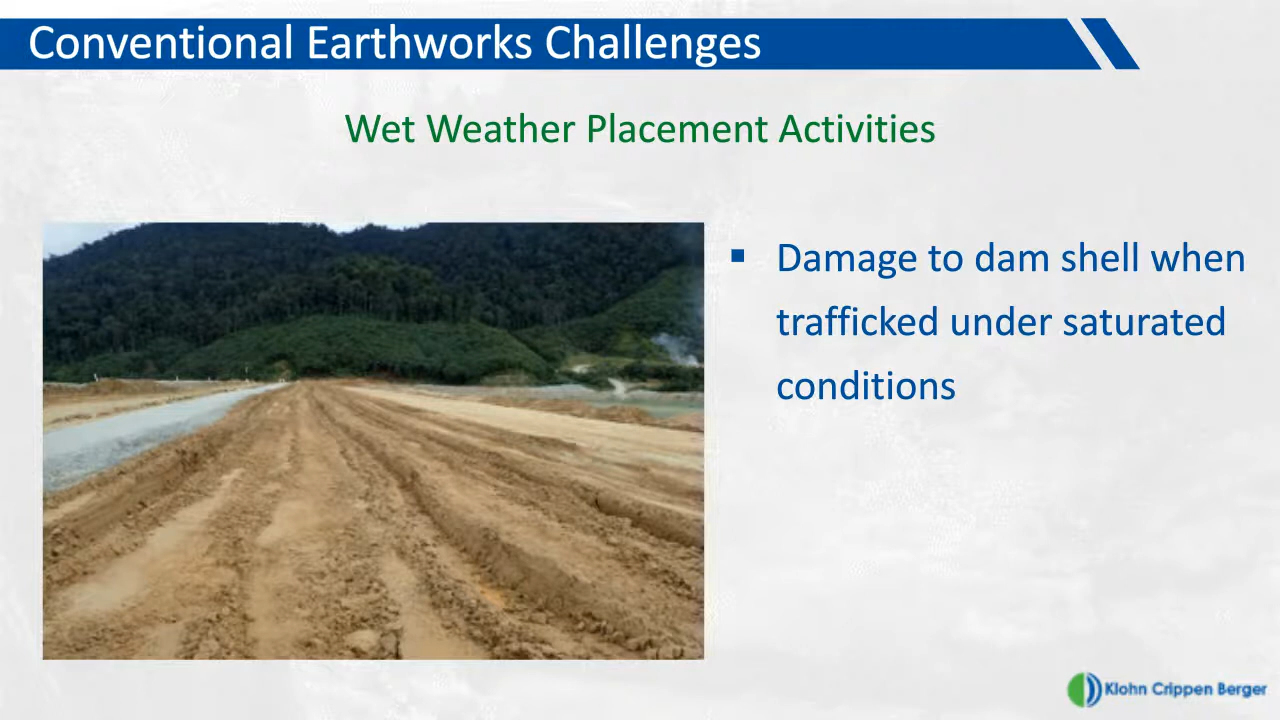 Conventional Earthworks Challenges
Wet Weather Placement Activities
▪ Damage to dam shell when
trafficked under saturated
conditions
Klohn Crippen Berger